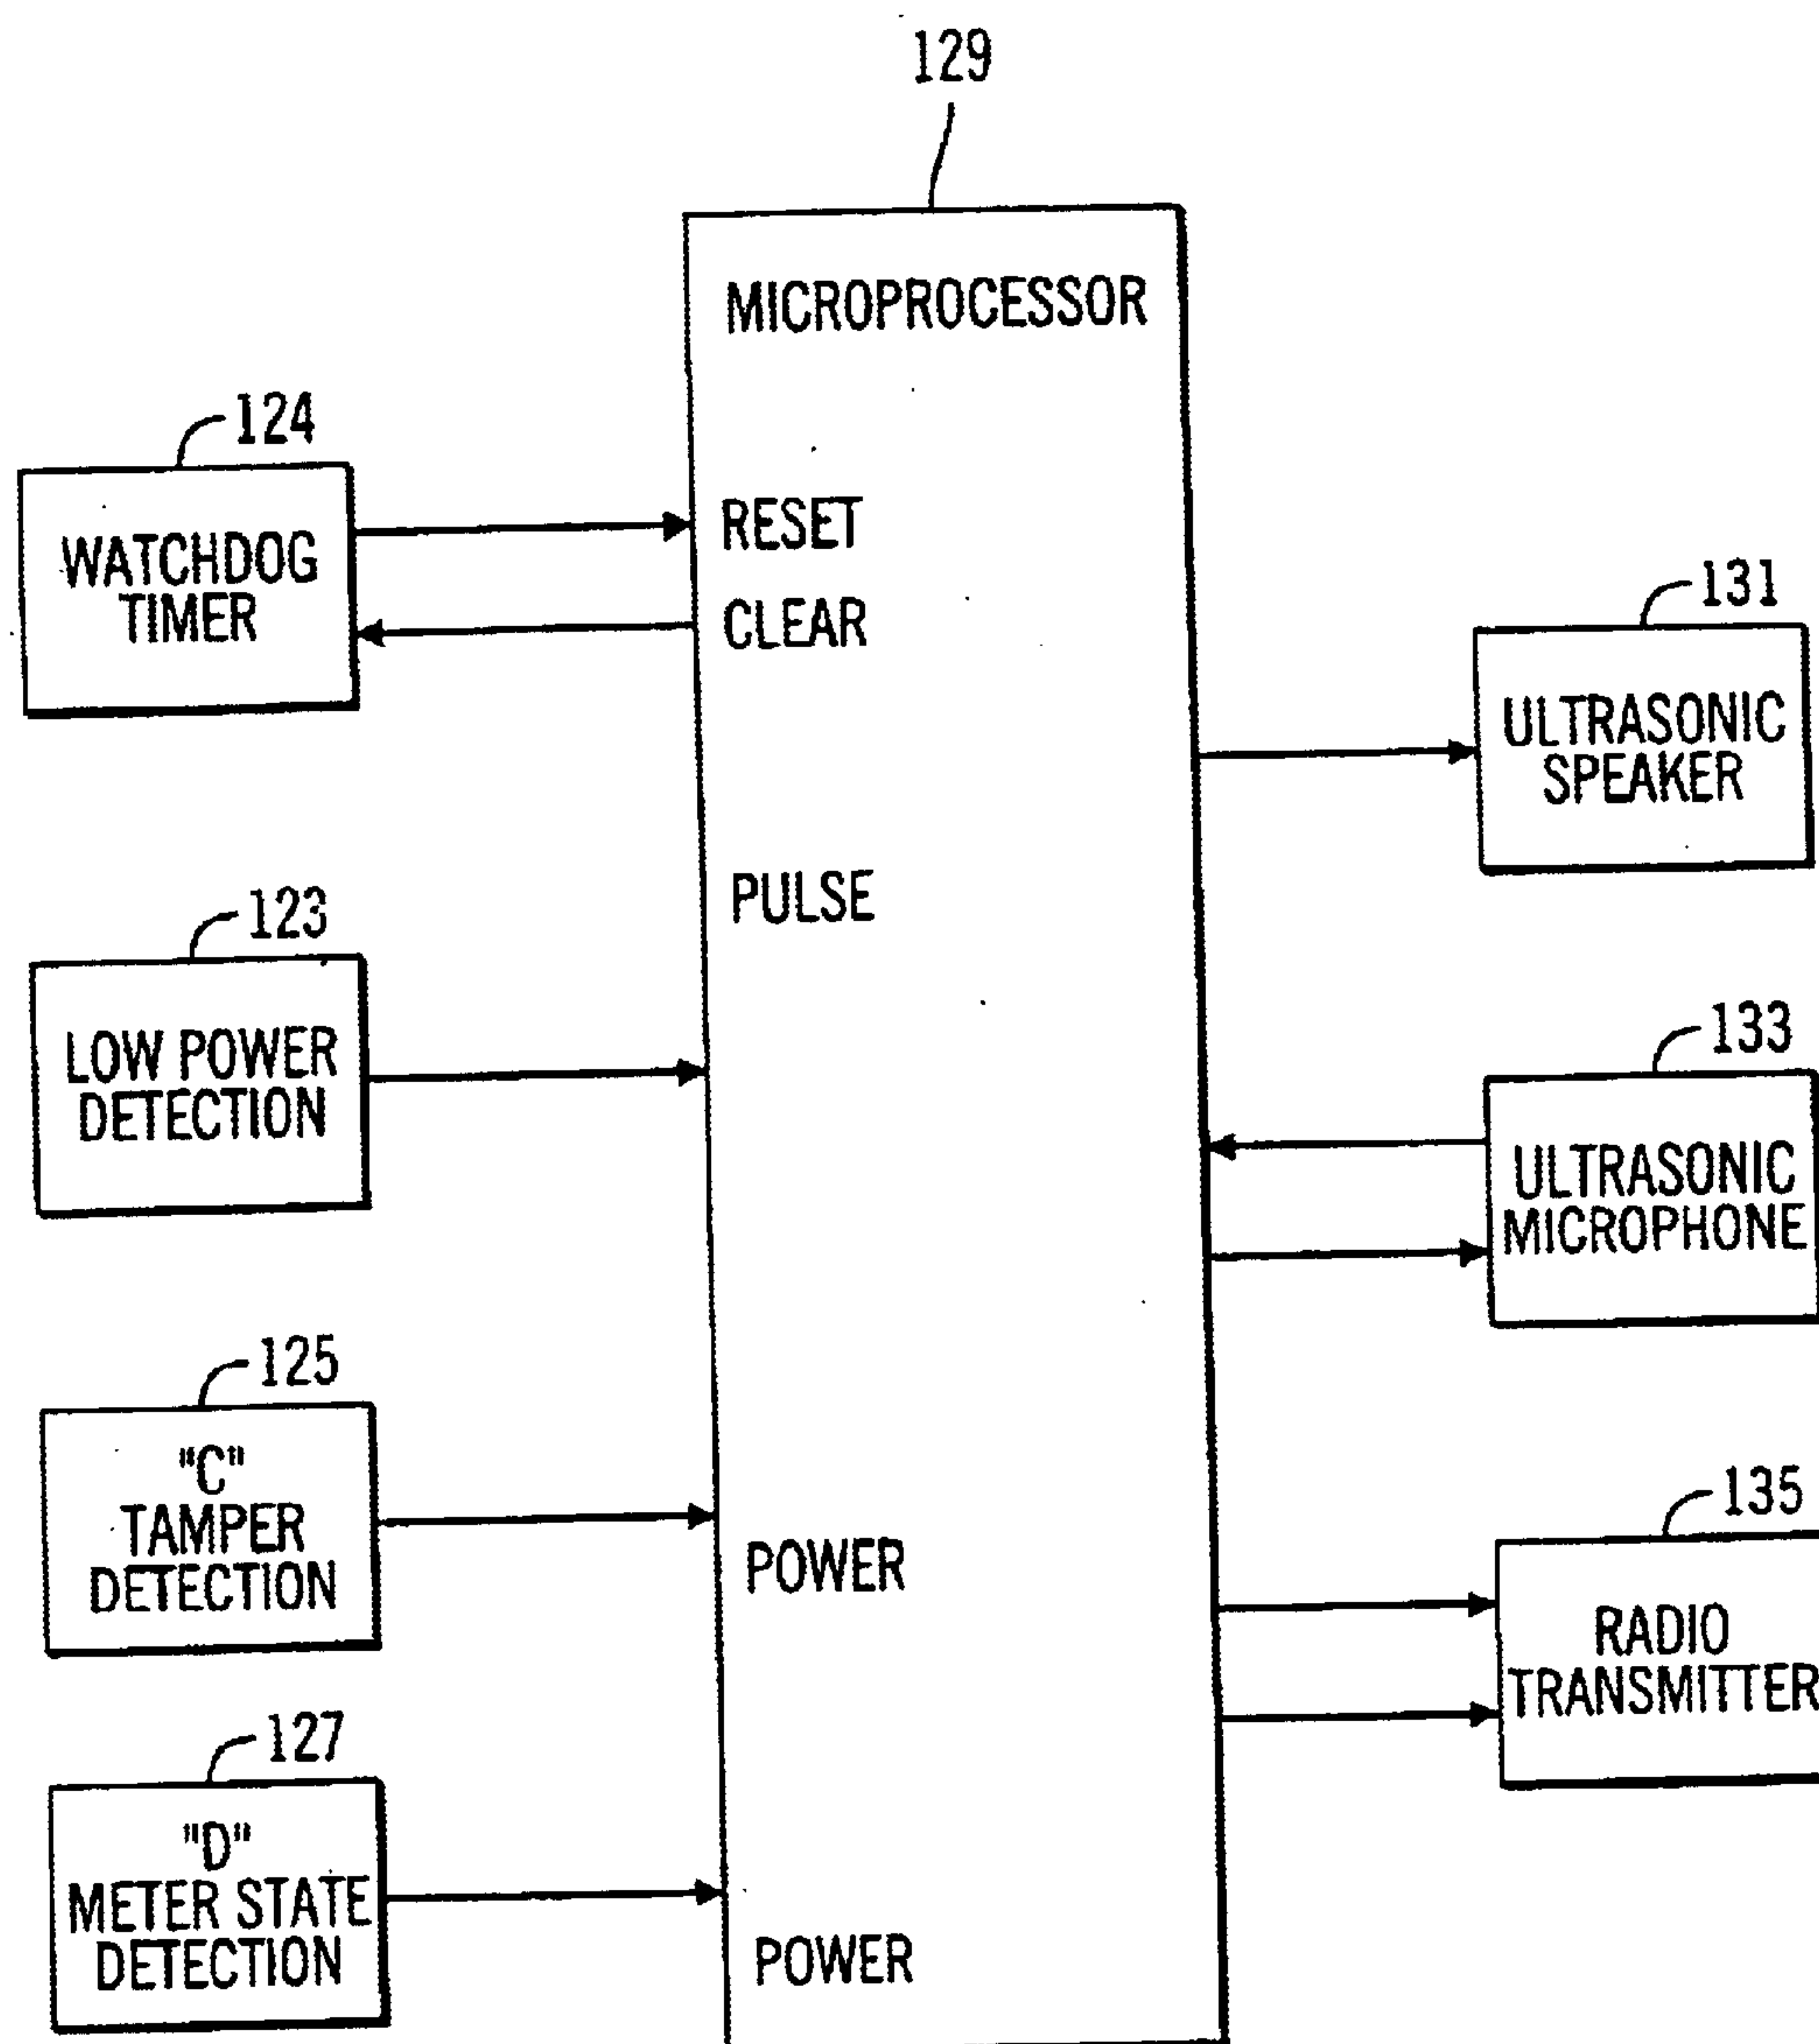 129
MICROPROCESSOR
124
WATCHDOG
TIMER
RESET
CLEAR
131
ULTRASONIC
SPEAKER
PULSE
123
LOW POWER
DETECTION
133
ULTRASONIC
MICROPHONE
125
"C"
TAMPER
DETECTION
POWER
135
RADIO
TRANSMITTER
127
"D"
METER STATE
DETECTION
POWER